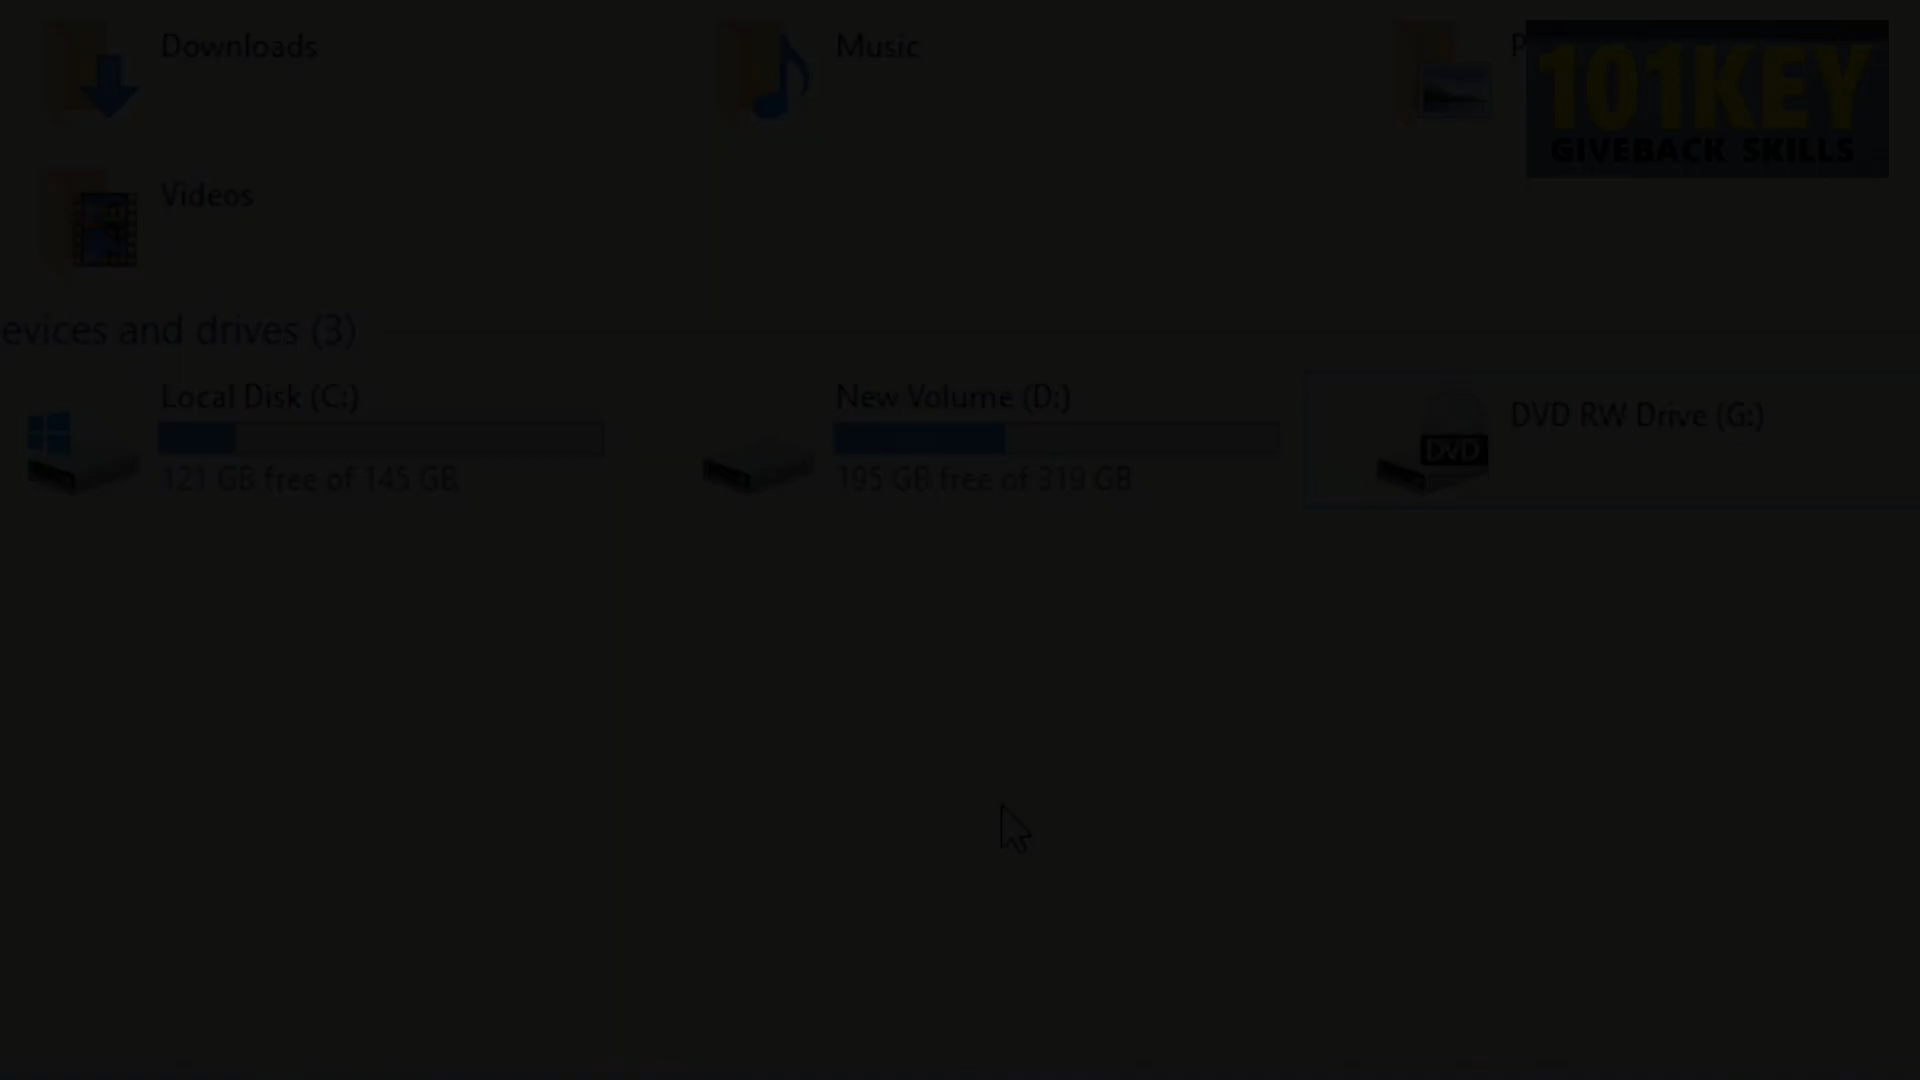 Downloads
Music
P
101KEY
GIVEBACK SKILLS
Videos
evices and drives (3)
Local Disk (C:)
121 GB free of 145 GB
New Volume (D:)
195 GB free of 319 GB
DVD RW Drive (G:)
DVD